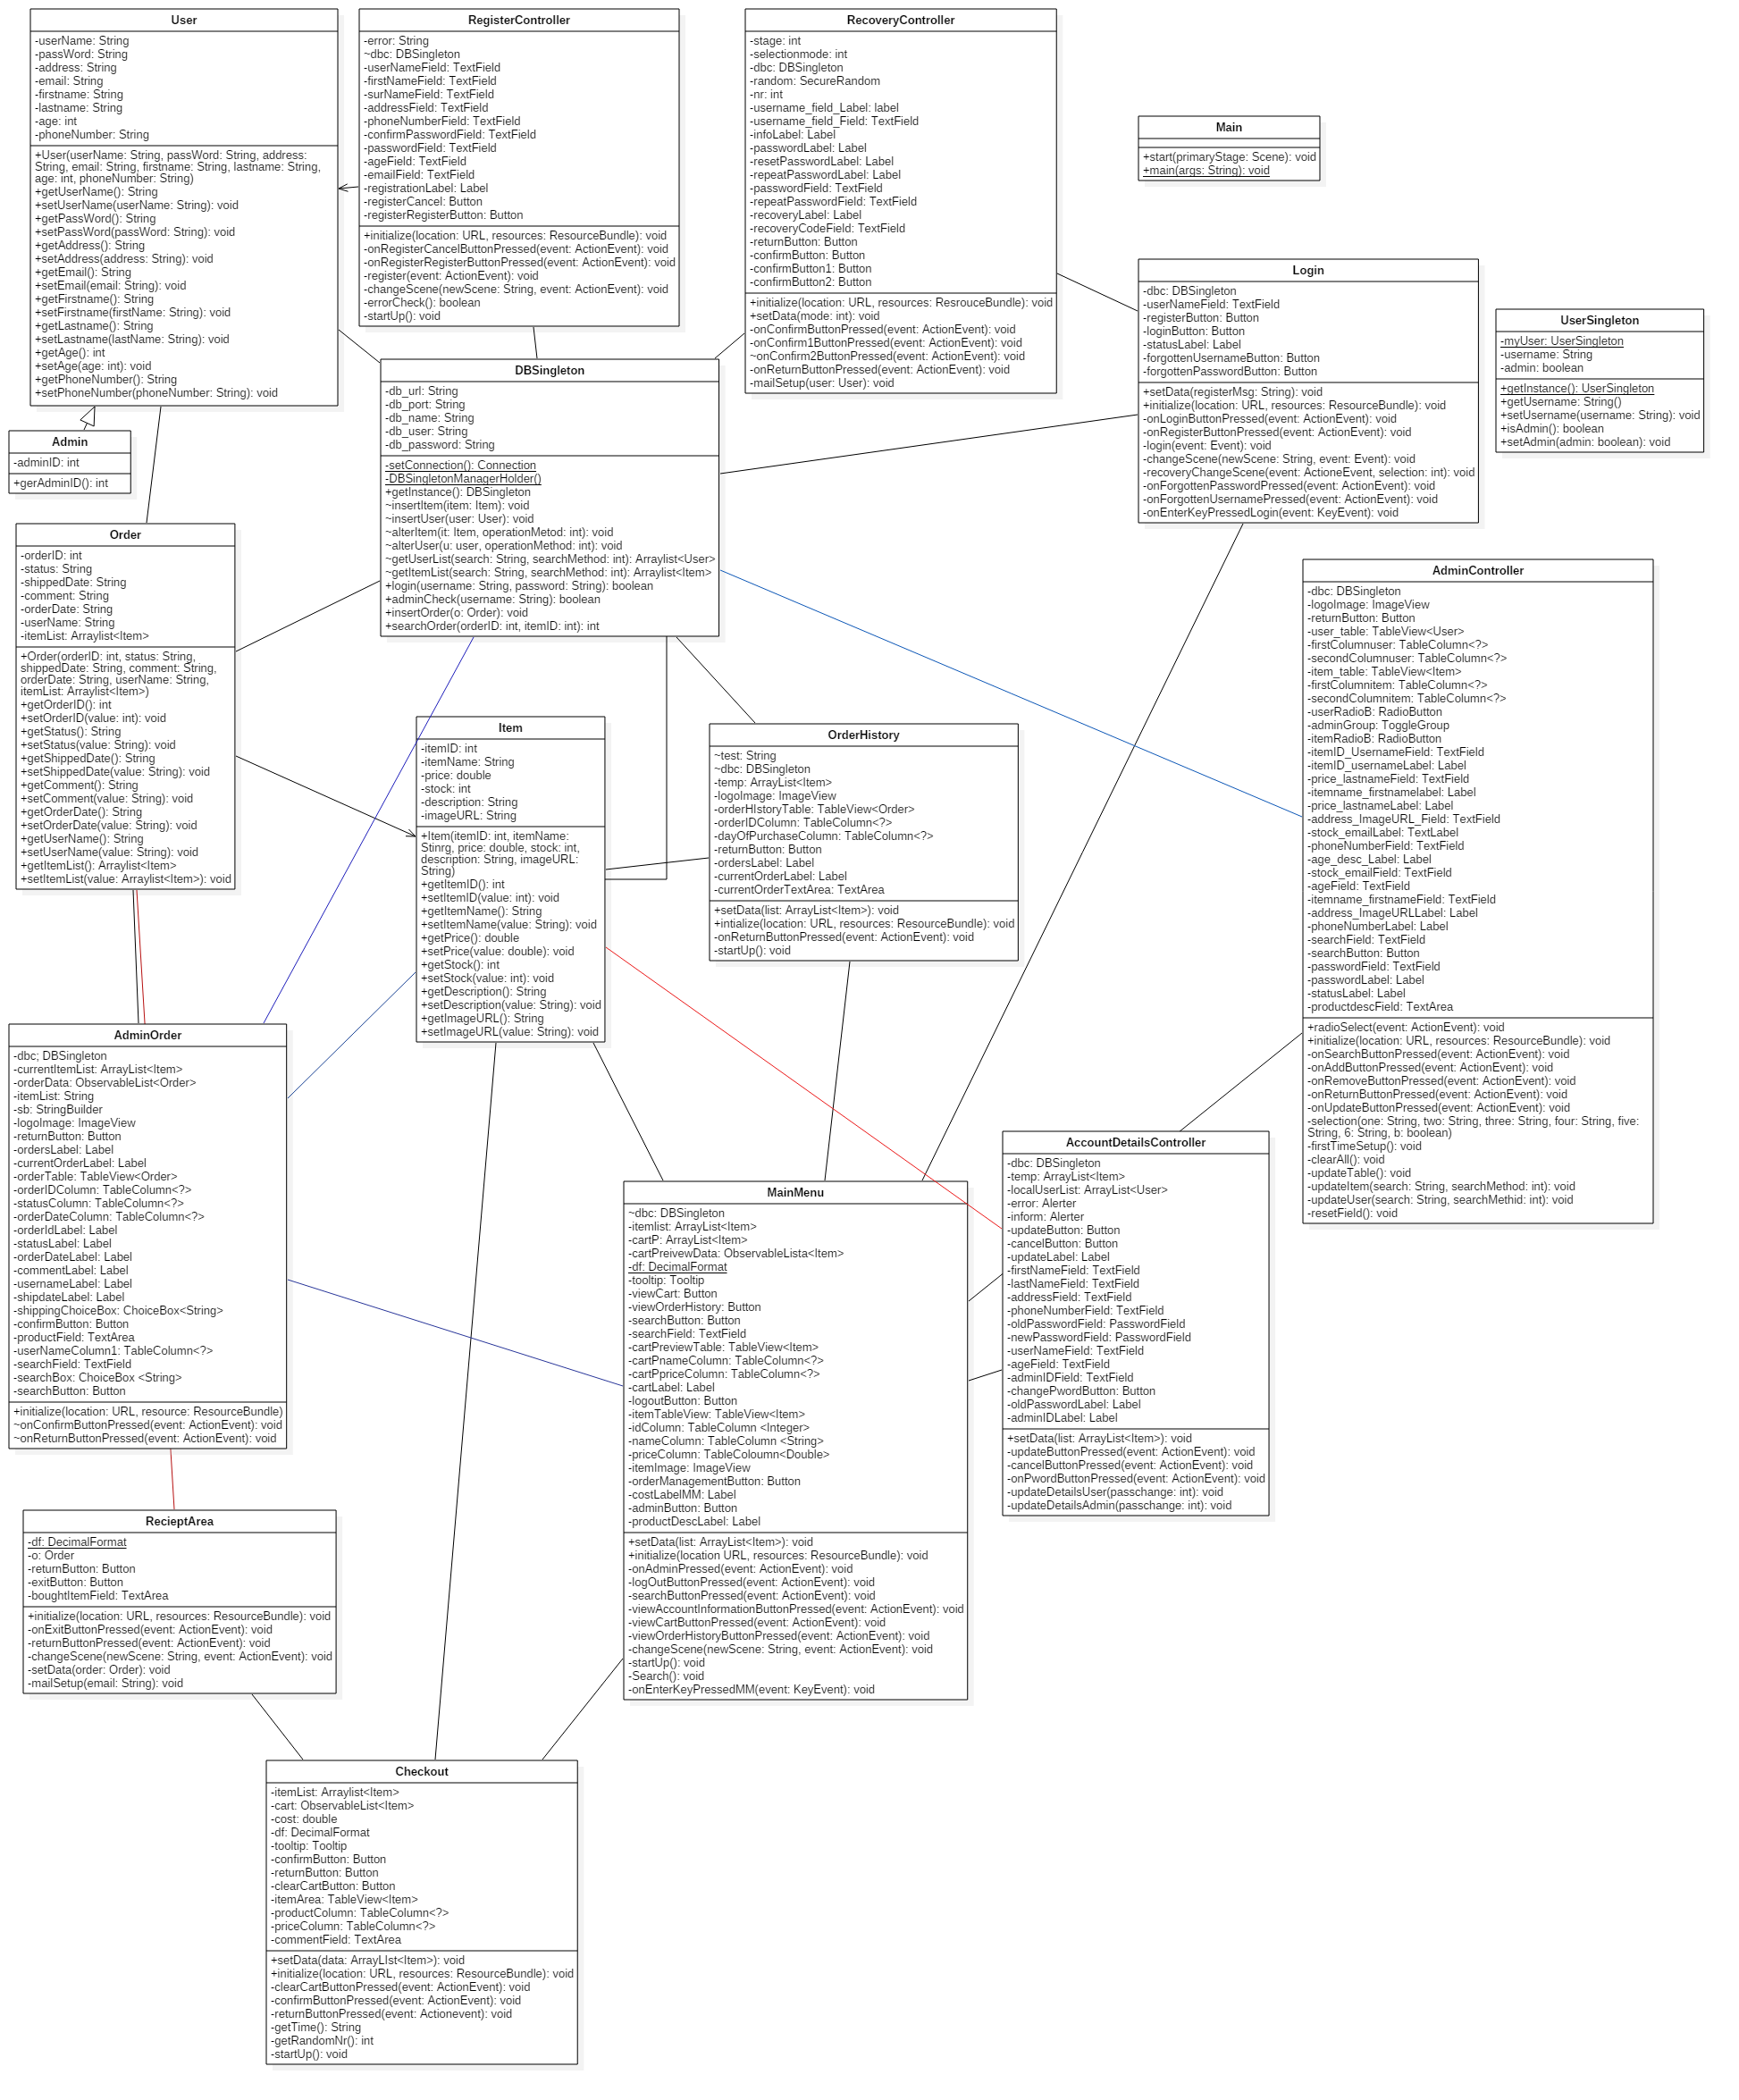 User
-userName: String
-passWord: String
-address: String
-email: String
-firstname: String
-lastname: String
-age: int
-phoneNumber: String
+User(userName: String, passWord: String, address:
String, email: String, firstname: String, lastname: String,
age: int, phoneNumber: String)
+getUserName(): String
+setUserName(userName: String): void
+getPassWord(): String
+setPassWord(passWord: String): void
+getAddress(): String
+setAddress(address: String): void
+getEmail(): String
+setEmail(email: String): void
+getFirstname(): String
+setFirstname(firstName: String): void
+getLastname(): String
+setLastname(lastName: String): void
+getAge(): int
+setAge(age: int): void
+getPhoneNumber(): String
+setPhoneNumber(phoneNumber: String): void
RegisterController
-error: String
~dbc: DBSingleton
-userNameField: TextField
-firstNameField: TextField
-surNameField: TextField
-addressField: TextField
-phoneNumberField: TextField
-confirmPasswordField: TextField
-passwordField: TextField
-ageField: TextField
-emailField: TextField
-registrationLabel: Label
-registerCancel: Button
-registerRegisterButton: Button
+initialize(location: URL, resources: ResourceBundle): void
-onRegisterCancelButtonPressed(event: ActionEvent): void
-onRegisterRegisterButtonPressed(event: ActionEvent): void
-register(event: ActionEvent): void
-changeScene(newScene: String, event: ActionEvent): void
-errorCheck(): boolean
-startUp(): void
RecoveryController
-stage: int
-selectionmode: int
-dbc: DBSingleton
-random: SecureRandom
-nr: int
-username_field_Label: label
-username_field_Field: TextField
-infoLabel: Label
-passwordLabel: Label
-resetPasswordLabel: Label
-repeatPasswordLabel: Label
-passwordField: TextField
-repeatPasswordField: TextField
-recoveryLabel: Label
-recoveryCodeField: TextField
-returnButton: Button
-confirmButton: Button
-confirmButton1: Button
-confirmButton2: Button
+initialize(location: URL, resources: ResrouceBundle): void
+setData(mode: int): void
-onConfirmButtonPressed(event: ActionEvent): void
-onConfirm1ButtonPressed(event: ActionEvent): void
~onConfirm2ButtonPressed(event: ActionEvent): void
-onReturnButtonPressed(event: ActionEvent): void
-mailSetup(user: User): void
Main
+start(primaryStage: Scene): void
+main(args: String): void
Login
-dbc: DBSingleton
-userNameField: TextField
-registerButton: Button
-loginButton: Button
-statusLabel: Label
-forgottenUsernameButton: Button
-forgottenPasswordButton: Button
+setData(registerMsg: String): void
+initialize(location: URL, resources: ResourceBundle): void
-onLoginButtonPressed(event: ActionEvent): void
-onRegisterButtonPressed(event: ActionEvent): void
-login(event: Event): void
-changeScene(newScene: String, event: Event): void
-recoveryChangeScene(event: ActioneEvent, selection: int): void
-onForgottenPasswordPressed(event: ActionEvent): void
-onForgottenUsernamePressed(event: ActionEvent): void
-onEnterKeyPressedLogin(event: KeyEvent): void
UserSingleton
-myUser: UserSingleton
-username: String
-admin: boolean
+getInstance(): UserSingleton
+getUsername: String()
+setUsername(username: String): void
+isAdmin(): boolean
+setAdmin(admin: boolean): void
DBSingleton
-db_url: String
-db_port: String
-db_name: String
-db_user: String
-db_password: String
-setConnection(): Connection
-DBSingletonManagerHolder()
+getInstance(): DBSingleton
~insertItem(item: Item): void
~insertUser(user: User): void
~alterItem(it: Item, operationMetod: int): void
~alterUser(u: user, operationMethod: int): void
~getUserList(search: String, searchMethod: int): Arraylist<User>
~getItemList(search: String, searchMethod: int): Arraylist<Item>
+login(username: String, password: String): boolean
+adminCheck(username: String): boolean
+insertOrder(o: Order): void
+searchOrder(orderID: int, itemID: int): int
Admin
-adminID: int
+gerAdminID(): int
Order
-orderID: int
-status: String
-shippedDate: String
-comment: String
-orderDate: String
-userName: String
-itemList: Arraylist<Item>
+Order(orderID: int, status: String,
shippedDate: String, comment: String,
orderDate: String, userName: String,
itemList: Arraylist<Item>)
+getOrderID(): int
+setOrderID(value: int): void
+getStatus(): String
+setStatus(value: String): void
+getShippedDate(): String
+setShippedDate(value: String): void
+getComment(): String
+setComment(value: String): void
+getOrderDate(): String
+setOrderDate(value: String): void
+getUserName(): String
+setUserName(value: String): void
+getItemList(): Arraylist<Item>
+setItemList(value: Arraylist<Item>): void
AdminController
-dbc: DBSingleton
-logoImage: ImageView
-returnButton: Button
-user_table: TableView<User>
-firstColumnuser: TableColumn<?>
-secondColumnuser: TableColumn<?>
-item_table: TableView<Item>
-firstColumnitem: TableColumn<?>
-secondColumnitem: TableColumn<?>
-userRadioB: RadioButton
-adminGroup: ToggleGroup
-itemRadioB: RadioButton
-itemID_UsernameField: TextField
-itemID_usernameLabel: Label
-price_lastnameField: TextField
-itemname_firstnamelabel: Label
-price_lastnameLabel: Label
-address_ImageURL_Field: TextField
-stock_emailLabel: TextLabel
-phoneNumberField: TextField
-age_desc_Label: Label
-stock_emailField: TextField
-ageField: TextField
-itemname_firstnameField: TextField
-address_ImageURLLabel: Label
-phoneNumberLabel: Label
-searchField: TextField
-searchButton: Button
-passwordField: TextField
-passwordLabel: Label
-statusLabel: Label
-productdescField: TextArea
+radioSelect(event: ActionEvent): void
+initialize(location: URL, resources: ResourceBundle): void
-onSearchButtonPressed(event: ActionEvent): void
-onAddButtonPressed(event: ActionEvent): void
-onRemoveButtonPressed(event: ActionEvent): void
-onReturnButtonPressed(event: ActionEvent): void
-onUpdateButtonPressed(event: ActionEvent): void
-selection(one: String, two: String, three: String, four: String, five:
String, 6: String, b: boolean)
-firstTimeSetup(): void
-clearAll(): void
-updateTable(): void
-updateItem(search: String, searchMethod: int): void
-updateUser(search: String, searchMethid: int): void
-resetField(): void
Item
-itemID: int
-itemName: String
-price: double
-stock: int
-description: String
-imageURL: String
+Item(itemID: int, itemName:
Stinrg, price: double, stock: int,
description: String, imageURL:
String)
+getItemID(): int
+setItemID(value: int): void
+getItemName(): String
+setItemName(value: String): void
+getPrice(): double
+setPrice(value: double): void
+getStock(): int
+setStock(value: int): void
+getDescription(): String
+setDescription(value: String): void
+getImageURL(): String
+setImageURL(value: String): void
OrderHistory
~test: String
~dbc: DBSingleton
-temp: ArrayList<Item>
-logoImage: ImageView
-orderHIstoryTable: TableView<Order>
-orderIDColumn: TableColumn<?>
-dayOfPurchaseColumn: TableColumn<?>
-returnButton: Button
-ordersLabel: Label
-currentOrderLabel: Label
-currentOrderTextArea: TextArea
+setData(list: ArrayList<Item>): void
+intialize(location: URL, resources: ResourceBundle): void
-onReturnButtonPressed(event: ActionEvent): void
-startUp(): void
AdminOrder
-dbc; DBSingleton
-currentItemList: ArrayList<Item>
-orderData: ObservableList<Order>
-itemList: String
-sb: StringBuilder
-logoImage: ImageView
-returnButton: Button
-ordersLabel: Label
-currentOrderLabel: Label
-orderTable: TableView<Order>
-orderIDColumn: TableColumn<?>
-statusColumn: TableColumn<?>
-orderDateColumn: TableColumn<?>
-orderIdLabel: Label
-statusLabel: Label
-orderDateLabel: Label
-commentLabel: Label
-usernameLabel: Label
-shipdateLabel: Label
-shippingChoiceBox: ChoiceBox<String>
-confirmButton: Button
-productField: TextArea
-userNameColumn1: TableColumn<?>
-searchField: TextField
-searchBox: ChoiceBox <String>
-searchButton: Button
+initialize(location: URL, resource: ResourceBundle)
~onConfirmButtonPressed(event: ActionEvent): void
~onReturnButtonPressed(event: ActionEvent): void
AccountDetailsController
-dbc: DBSingleton
-temp: ArrayList<Item>
-localUserList: ArrayList<User>
-error: Alerter
-inform: Alerter
-updateButton: Button
-cancelButton: Button
-updateLabel: Label
-firstNameField: TextField
-lastNameField: TextField
-addressField: TextField
-phoneNumberField: TextField
-oldPasswordField: PasswordField
-newPasswordField: PasswordField
-userNameField: TextField
-ageField: TextField
-adminIDField: TextField
-changePwordButton: Button
-oldPasswordLabel: Label
-adminIDLabel: Label
+setData(list: ArrayList<Item>): void
-updateButtonPressed(event: ActionEvent): void
-cancelButtonPressed(event: ActionEvent): void
-onPwordButtonPressed(event: ActionEvent): void
-updateDetailsUser(passchange: int): void
-updateDetailsAdmin(passchange: int): void
MainMenu
~dbc: DBSingleton
-itemlist: ArrayList<Item>
-cartP: ArrayList<Item>
-cartPreivewData: ObservableLista<Item>
-df: DecimalFormat
-tooltip: Tooltip
-viewCart: Button
-viewOrderHistory: Button
-searchButton: Button
-searchField: TextField
-cartPreviewTable: TableView<Item>
-cartPnameColumn: TableColumn<?>
-cartPpriceColumn: TableColumn<?>
-cartLabel: Label
-logoutButton: Button
-itemTableView: TableView<Item>
-idColumn: TableColumn <Integer>
-nameColumn: TableColumn <String>
-priceColumn: TableColoumn<Double>
-itemImage: ImageView
-orderManagementButton: Button
-costLabelMM: Label
-adminButton: Button
-productDescLabel: Label
+setData(list: ArrayList<Item>): void
+initialize(location URL, resources: ResourceBundle): void
-onAdminPressed(event: ActionEvent): void
-logOutButtonPressed(event: ActionEvent): void
-searchButtonPressed(event: ActionEvent): void
-viewAccountInformationButtonPressed(event: ActionEvent): void
-viewCartButtonPressed(event: ActionEvent): void
-viewOrderHistoryButtonPressed(event: ActionEvent): void
-changeScene(newScene: String, event: ActionEvent): void
-startUp(): void
-Search(): void
-onEnterKeyPressedMM(event: KeyEvent): void
RecieptArea
-df: DecimalFormat
-o: Order
-returnButton: Button
-exitButton: Button
-boughtItemField: TextArea
+initialize(location: URL, resources: ResourceBundle): void
-onExitButtonPressed(event: ActionEvent): void
-returnButtonPressed(event: ActionEvent): void
-changeScene(newScene: String, event: ActionEvent): void
-setData(order: Order): void
-mailSetup(email: String): void
Checkout
-itemList: Arraylist<Item>
-cart: ObservableList<Item>
-cost: double
-df: DecimalFormat
-tooltip: Tooltip
-confirmButton: Button
-returnButton: Button
-clearCartButton: Button
-itemArea: TableView<Item>
-productColumn: TableColumn<?>
-priceColumn: TableColumn<?>
-commentField: TextArea
+setData(data: ArrayLIst<Item>): void
+initialize(location: URL, resources: ResourceBundle): void
-clearCartButtonPressed(event: ActionEvent): void
-confirmButtonPressed(event: ActionEvent): void
-returnButtonPressed(event: Actionevent): void
-getTime(): String
-getRandomNr(): int
-startUp(): void